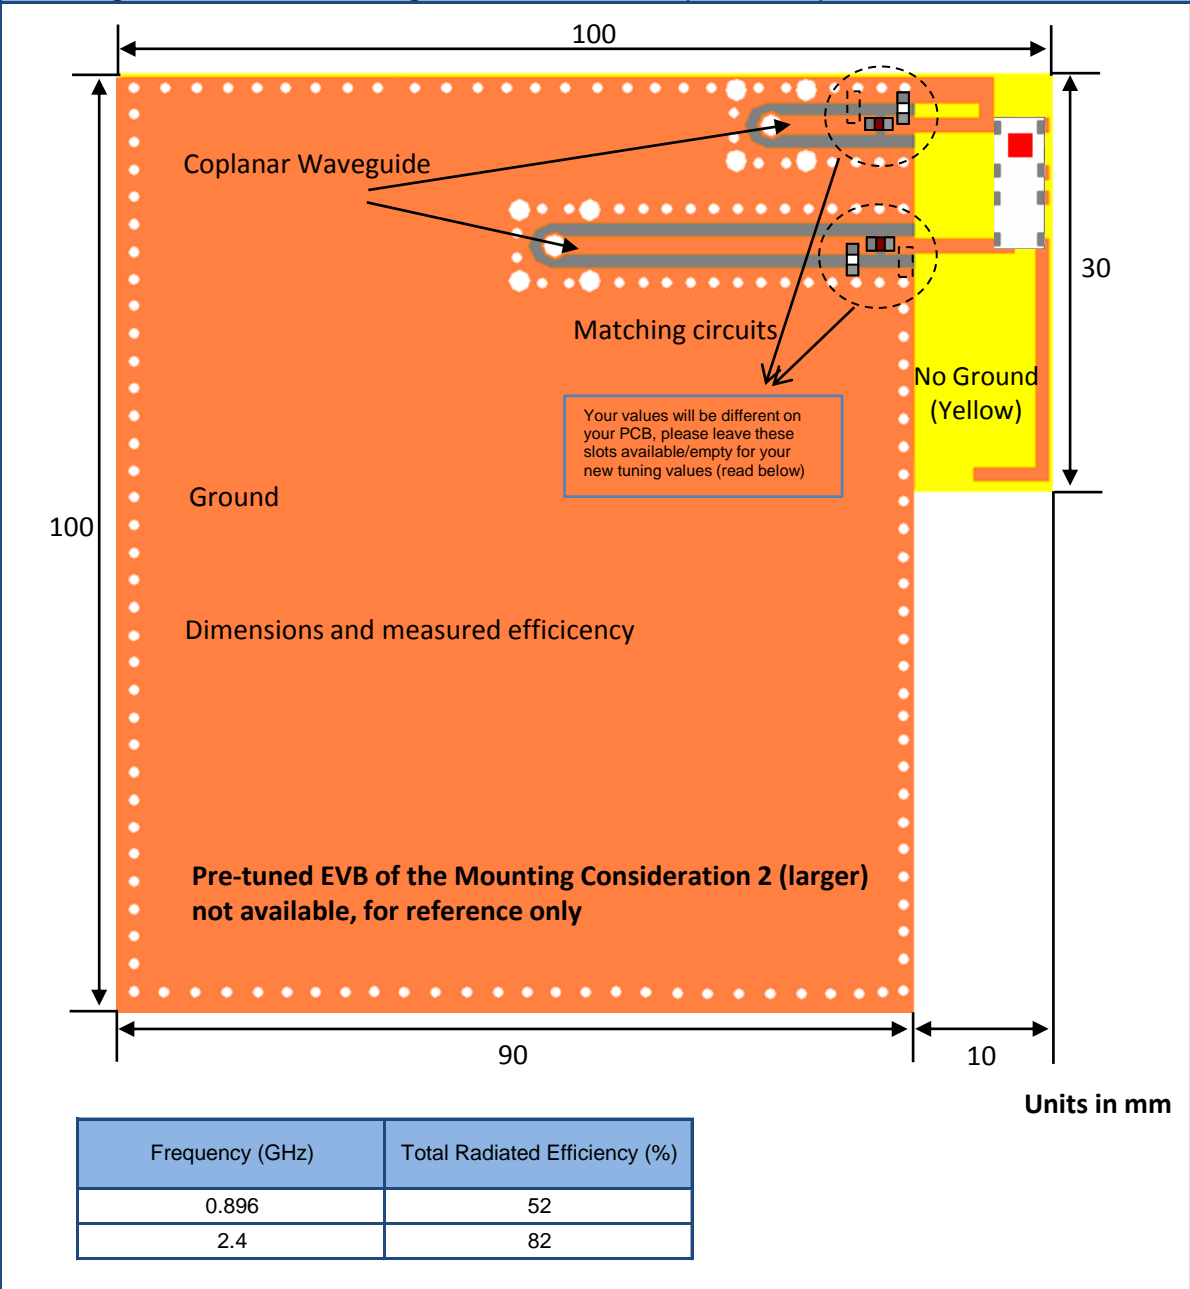 100
Coplanar Waveguide
30
Matching circuits
No Ground
(Yellow)
Your values will be different on
your PCB, please leave these
slots available/empty for your
new tuning values (read below)
Ground
100
Dimensions and measured efficicency
Pre-tuned EVB of the Mounting Consideration 2 (larger)
not available, for reference only
90
10
Units in mm
Frequency (GHz) Total Radiated Efficiency (%)
0.896 52
2.4 82